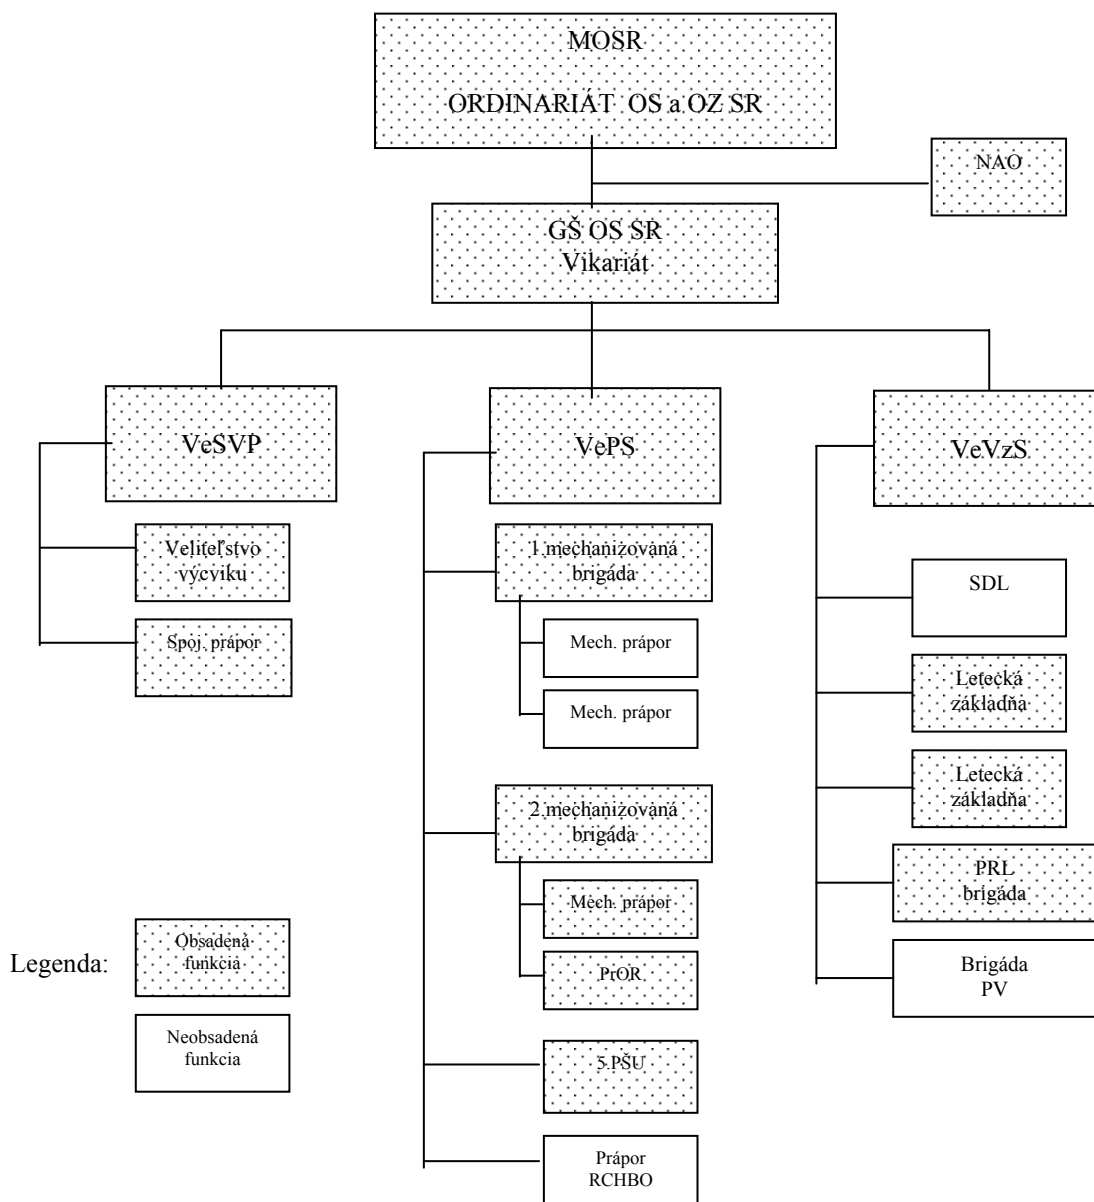 MOSR
ORDINARIÁT OS a OZ SR
NAO
GŠ OS SR
Vikariát
VeSVP
Veliteľstvo
výcviku
Spoj. prápor
VePS
1.mechanizovaná
brigáda
Mech. prápor
Mech. prápor
2.mechanizovaná
brigáda
Mech. prápor
PrOR
5.PŠU
Prápor
RCHBO
VeVzS
SDL
Letecká
základňa
Letecká
základňa
PRL
brigáda
Brigáda
PV
Legenda:
Obsadená
funkcia
Neobsadená
funkcia